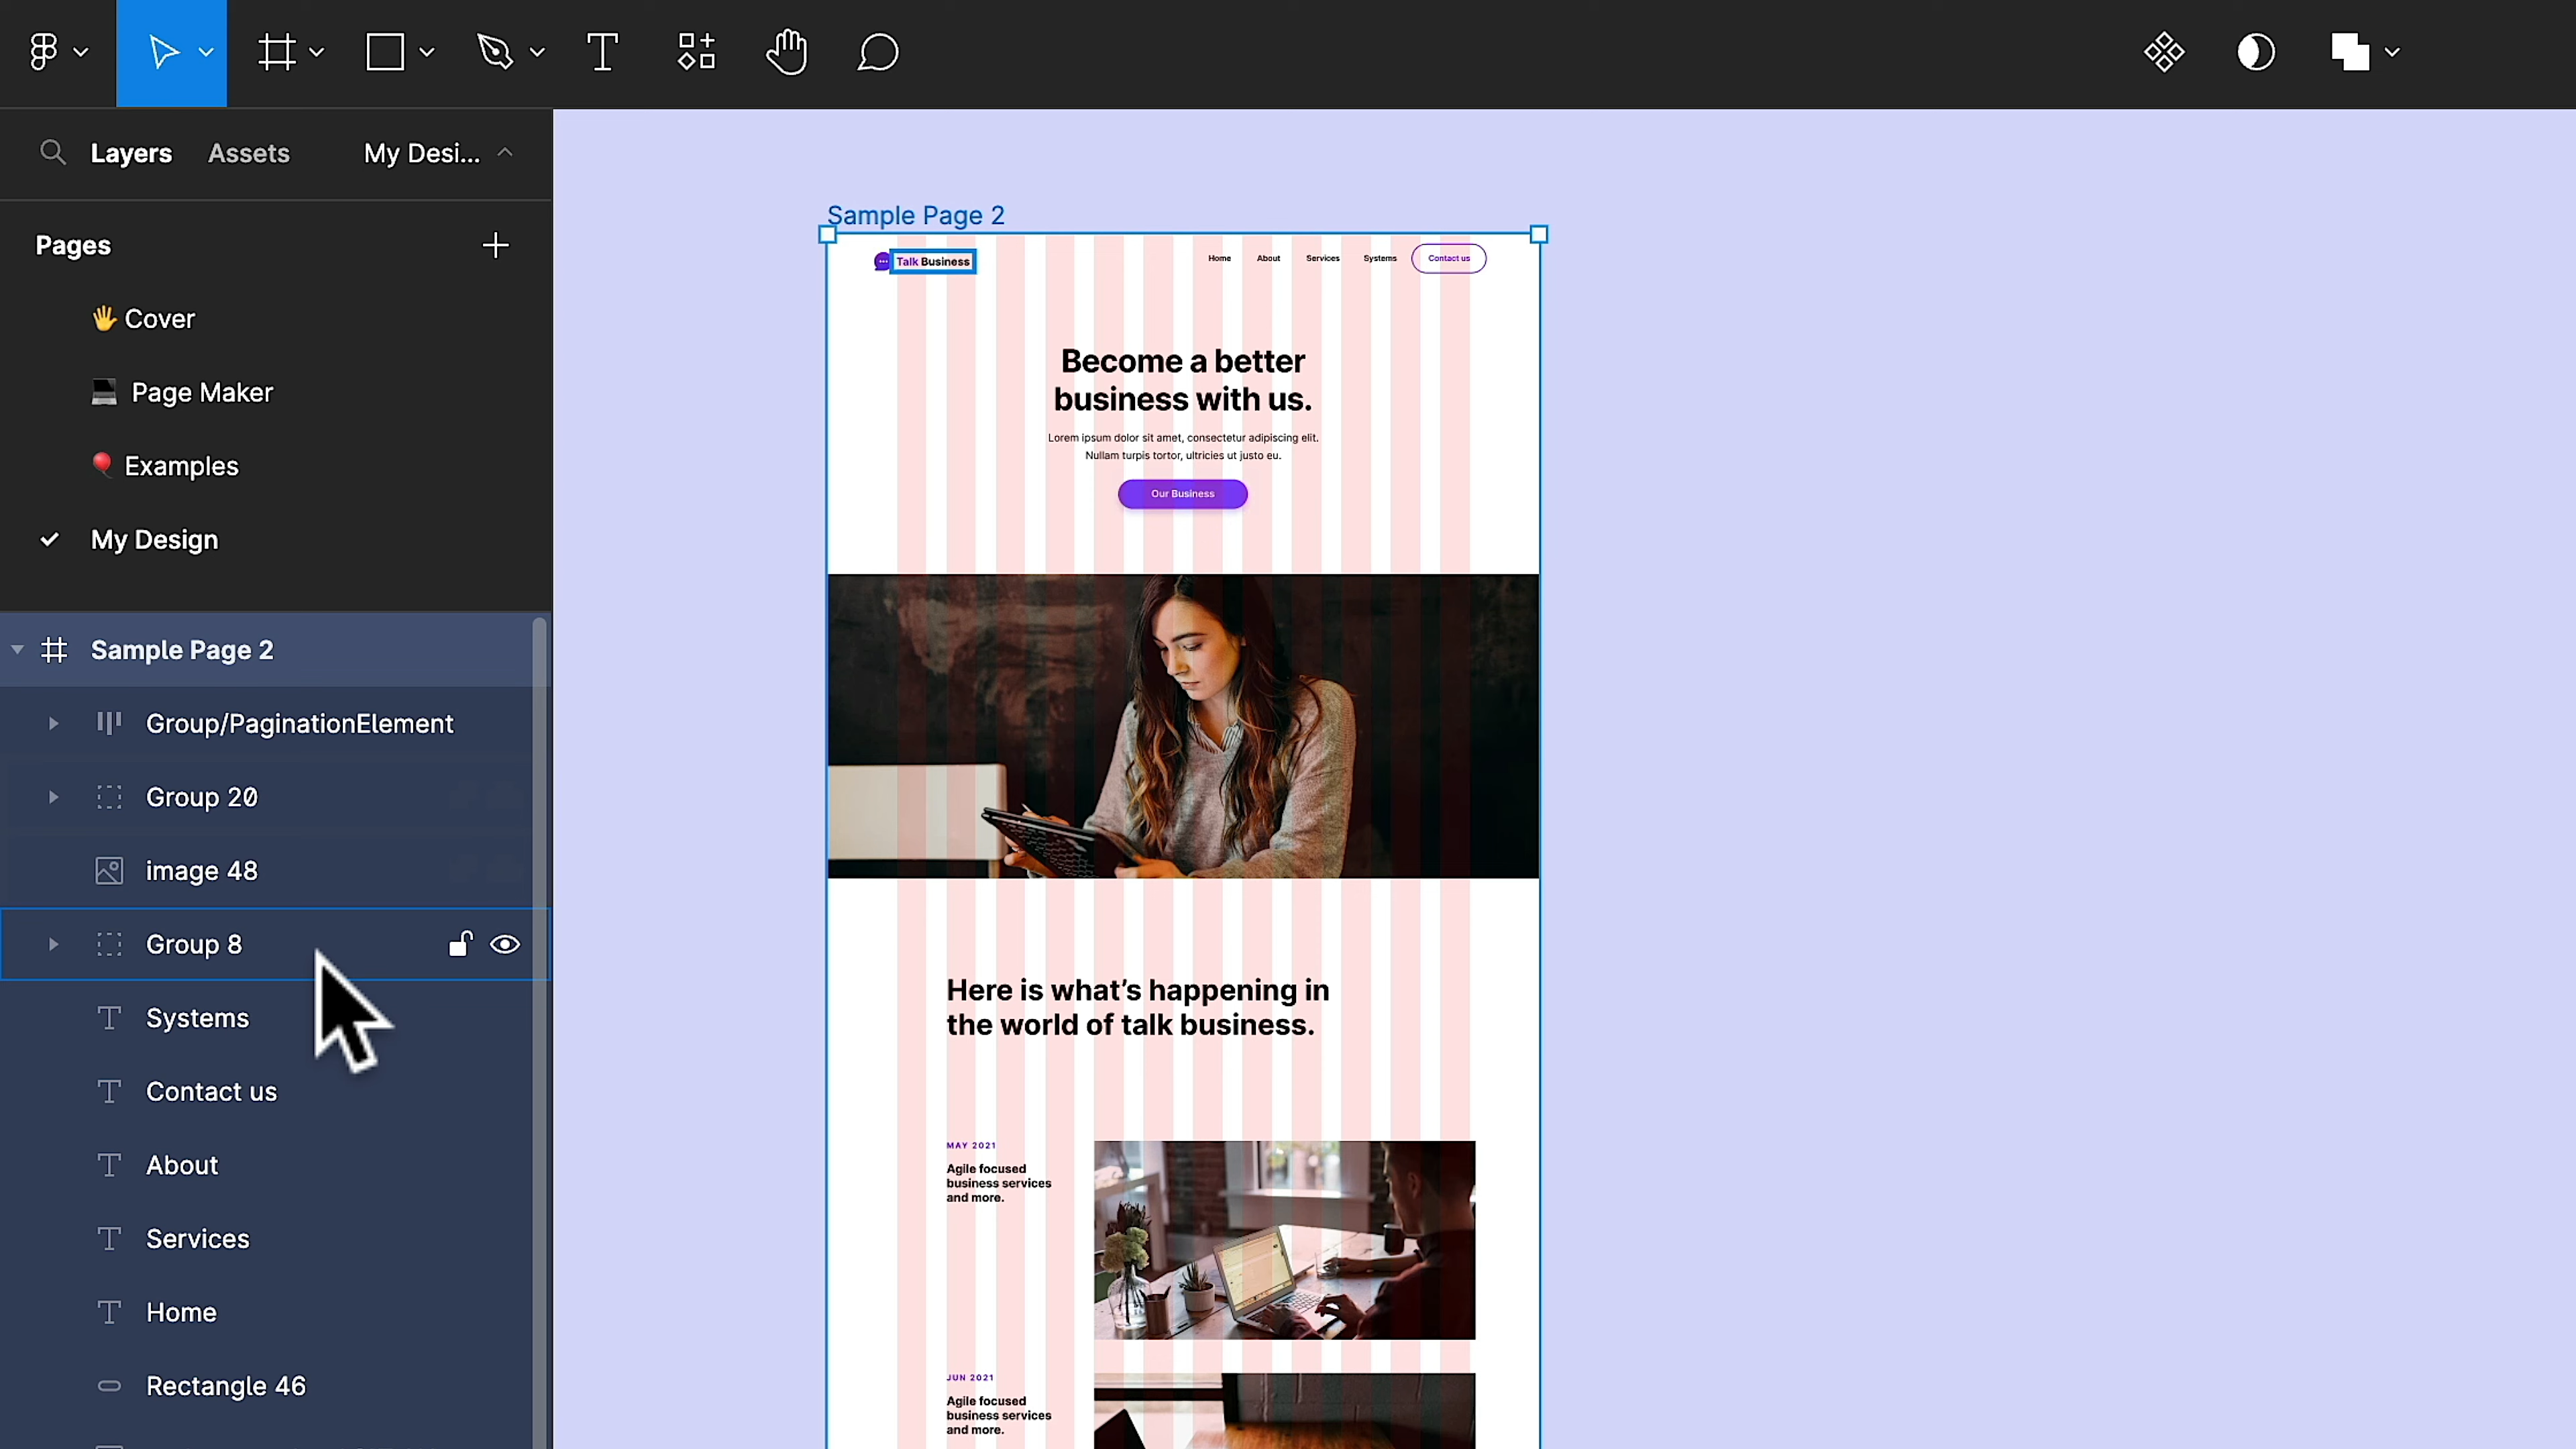 Layers
Assets
My Desi...
Pages
Cover
Page Maker
Examples
My Design
Sample Page 2
Group/PaginationElement
Group 20
image 48
Group 8
Systems
Contact us
About
Services
Home
Rectangle 46
Sample Page 2
Talk Business
Home
About
Services
Systems
Contact us
Become a better
business with us.
Lorem ipsum dolor sit amet, consectetur adipiscing elit.
Nullam turpis tortor, ultricies ut justo eu.
Our Business
Here is what’s happening in
the world of talk business.
MAY 2021
Agile focused
business services
and more.
JUN 2021
Agile focused
business services
and more.